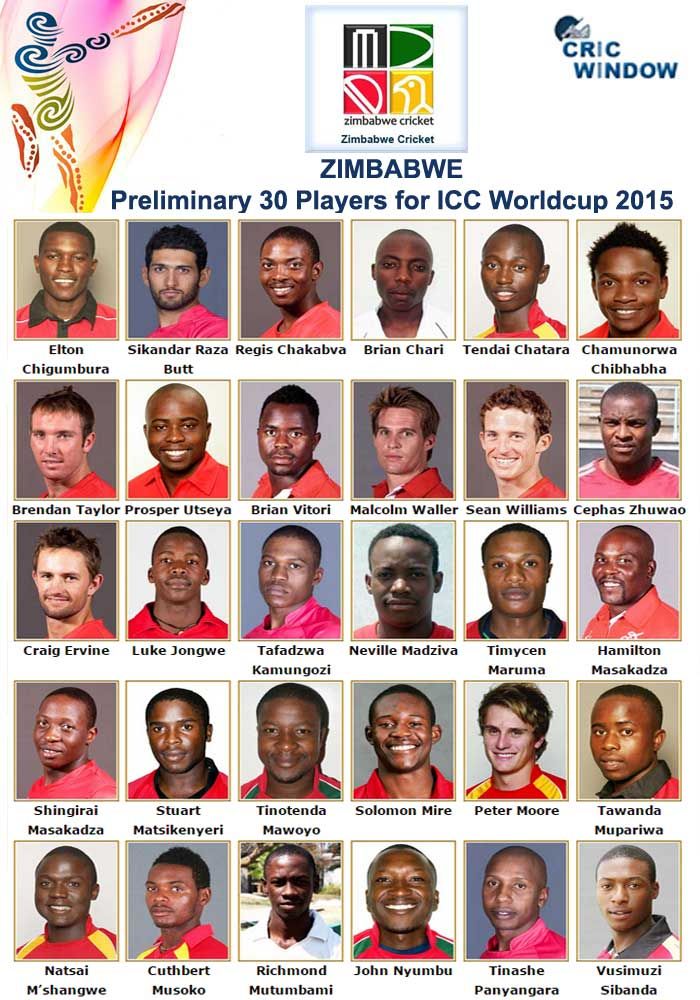 CRIC
WINDOW
zimbabwe cricket
Zimbabwe Cricket
ZIMBABWE
Preliminary 30 Players for ICC Worldcup 2015
Elton
Chigumbura
Sikandar Raza
Butt
Regis Chakabva
Brian Chari
Tendai Chatara
Chamunorwa
Chibhabha
Brendan Taylor
Prosper Utseya
Brian Vitori
Malcolm Waller
Sean Williams
Cephas Zhuwao
Craig Ervine
Luke Jongwe
Tafadzwa
Kamungozi
Neville Madziva
Timycen
Maruma
Hamilton
Masakadza
Shingirai
Masakadza
Stuart
Matsikenyeri
Tinotenda
Mawoyo
Solomon Mire
Peter Moore
Tawanda
Mupariwa
Natsai
M'shangwe
Cuthbert
Musoko
Richmond
Mutumbami
John Nyumbu
Tinashe
Panyangara
Vusimuzi
Sibanda